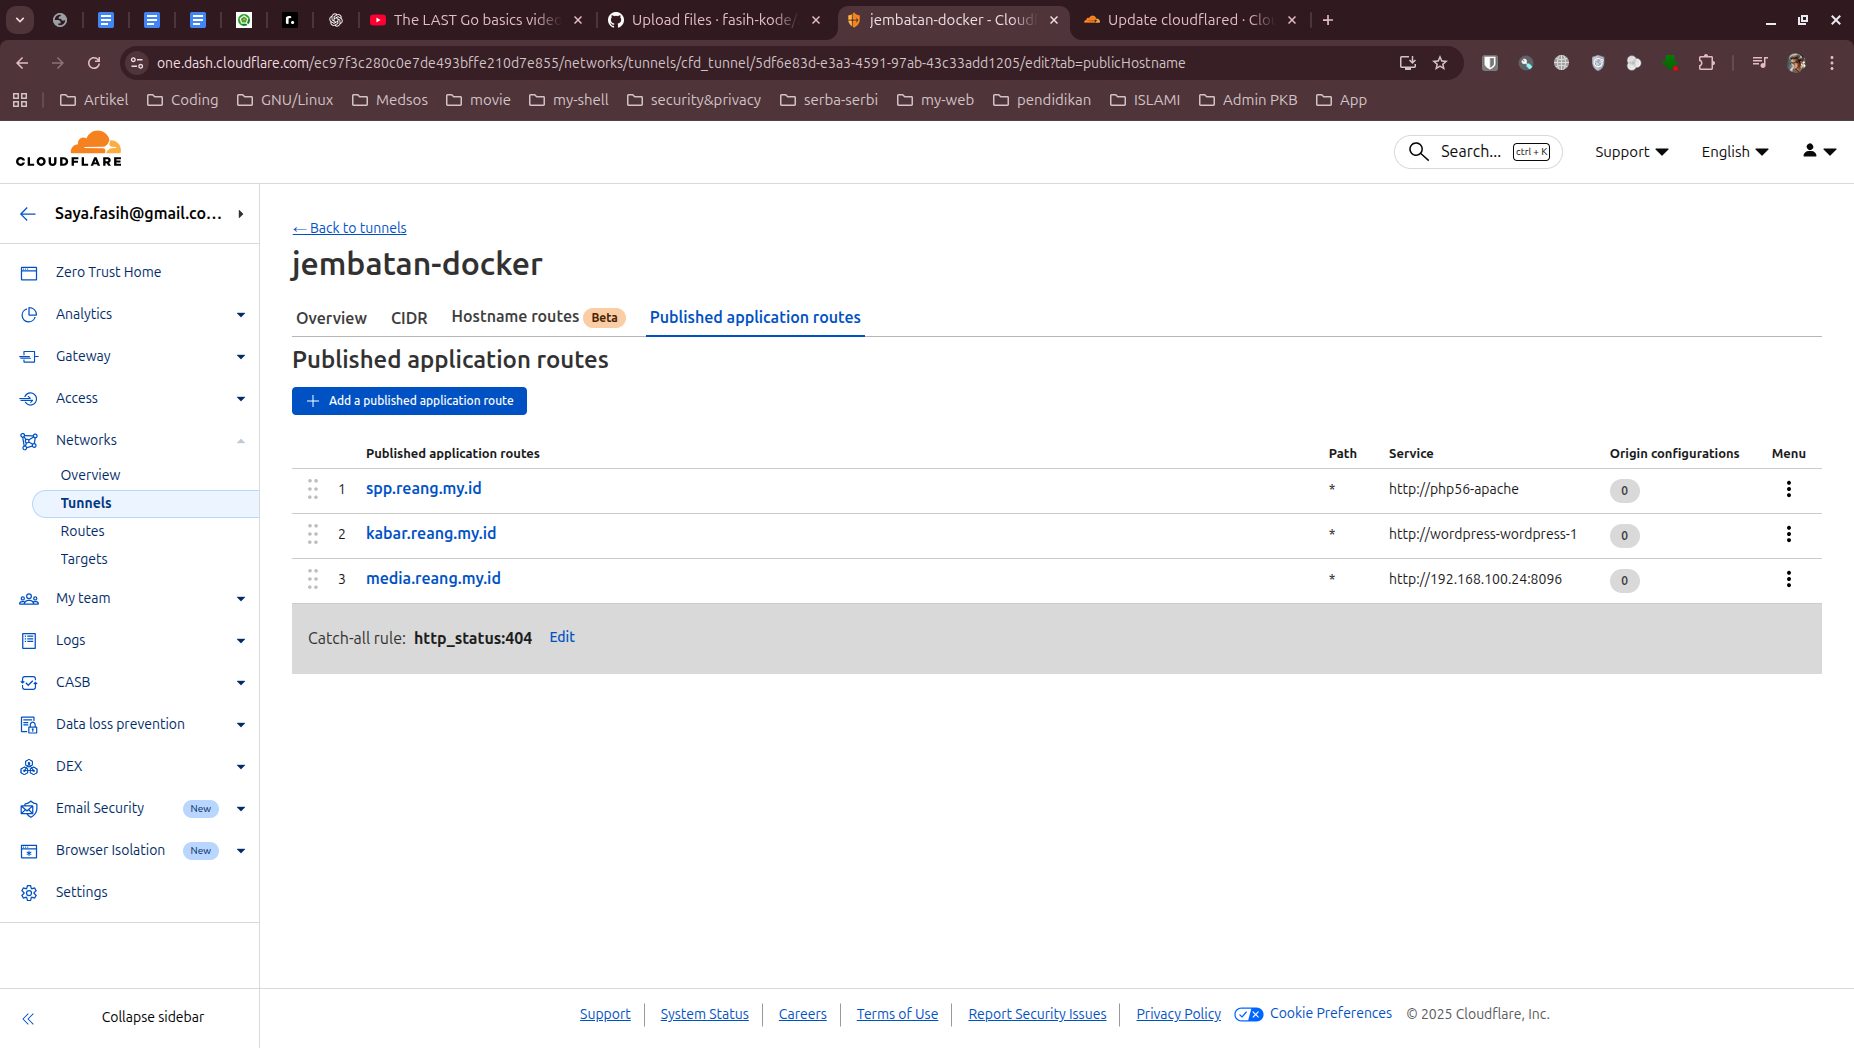 The LAST Go basics video
Upload files · fasih-kode/
jembatan-docker - Cloudf
Update cloudflared · Clou
one.dash.cloudflare.com/ec97f3c280c0e7de493bffe210d7e855/networks/tunnels/cfd_tunnel/5df6e83d-e3a3-4591-97ab-43c33add1205/edit?tab=publicHostname
Artikel Coding GNU/Linux Medsos movie my-shell security&privacy serba-serbi my-web pendidikan ISLAMI Admin PKB App
CLOUDFLARE
Search... ctrl + K
Support
English
Saya.fasih@gmail.co...
Zero Trust Home
Analytics
Gateway
Access
Networks
Overview
Tunnels
Routes
Targets
My team
Logs
CASB
Data loss prevention
DEX
Email Security New
Browser Isolation New
Settings
Collapse sidebar
← Back to tunnels
jembatan-docker
Overview CIDR Hostname routes Beta Published application routes
Published application routes
+ Add a published application route
Published application routes Path Service Origin configurations Menu
1 spp.reang.my.id * http://php56-apache 0
2 kabar.reang.my.id * http://wordpress-wordpress-1 0
3 media.reang.my.id * http://192.168.100.24:8096 0
Catch-all rule: http_status:404 Edit
Support System Status Careers Terms of Use Report Security Issues Privacy Policy Cookie Preferences © 2025 Cloudflare, Inc.